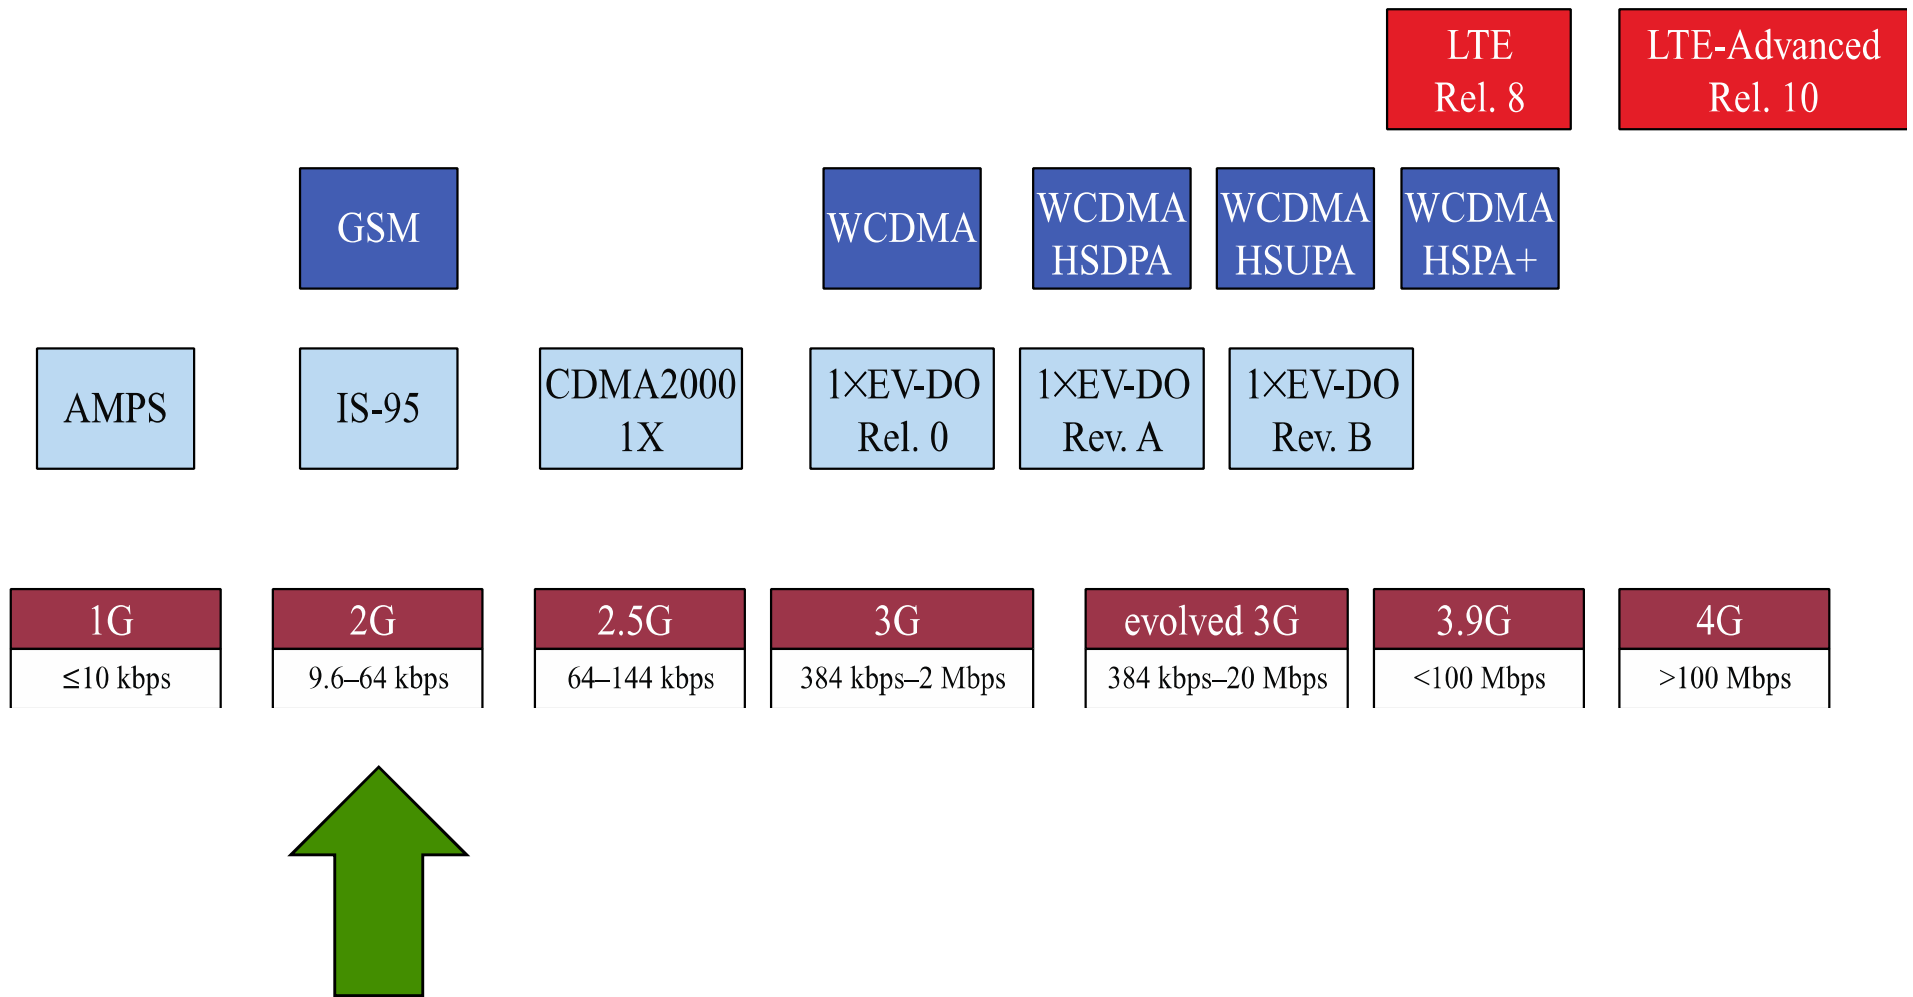 LTE
Rel. 8
LTE-Advanced
Rel. 10
GSM
WCDMA
WCDMA
HSDPA
WCDMA
HSUPA
WCDMA
HSPA+
AMPS
IS-95
CDMA2000
1X
1×EV-DO
Rel. 0
1×EV-DO
Rev. A
1×EV-DO
Rev. B
1G
≤10 kbps
2G
9.6–64 kbps
2.5G
64–144 kbps
3G
384 kbps–2 Mbps
evolved 3G
384 kbps–20 Mbps
3.9G
<100 Mbps
4G
>100 Mbps